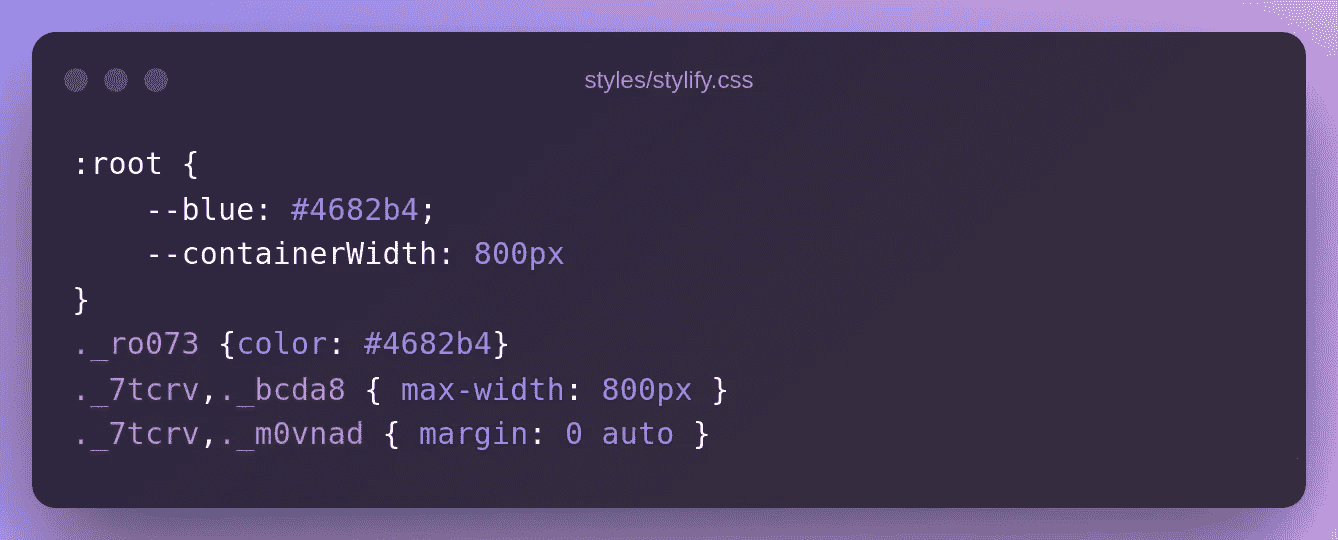 styles/stylify.css
:root {
    --blue: #4682b4;
    --containerWidth: 800px
}
._ro073 {color: #4682b4}
._7tcrv,._bcda8 { max-width: 800px }
._7tcrv,._m0vnad { margin: 0 auto }